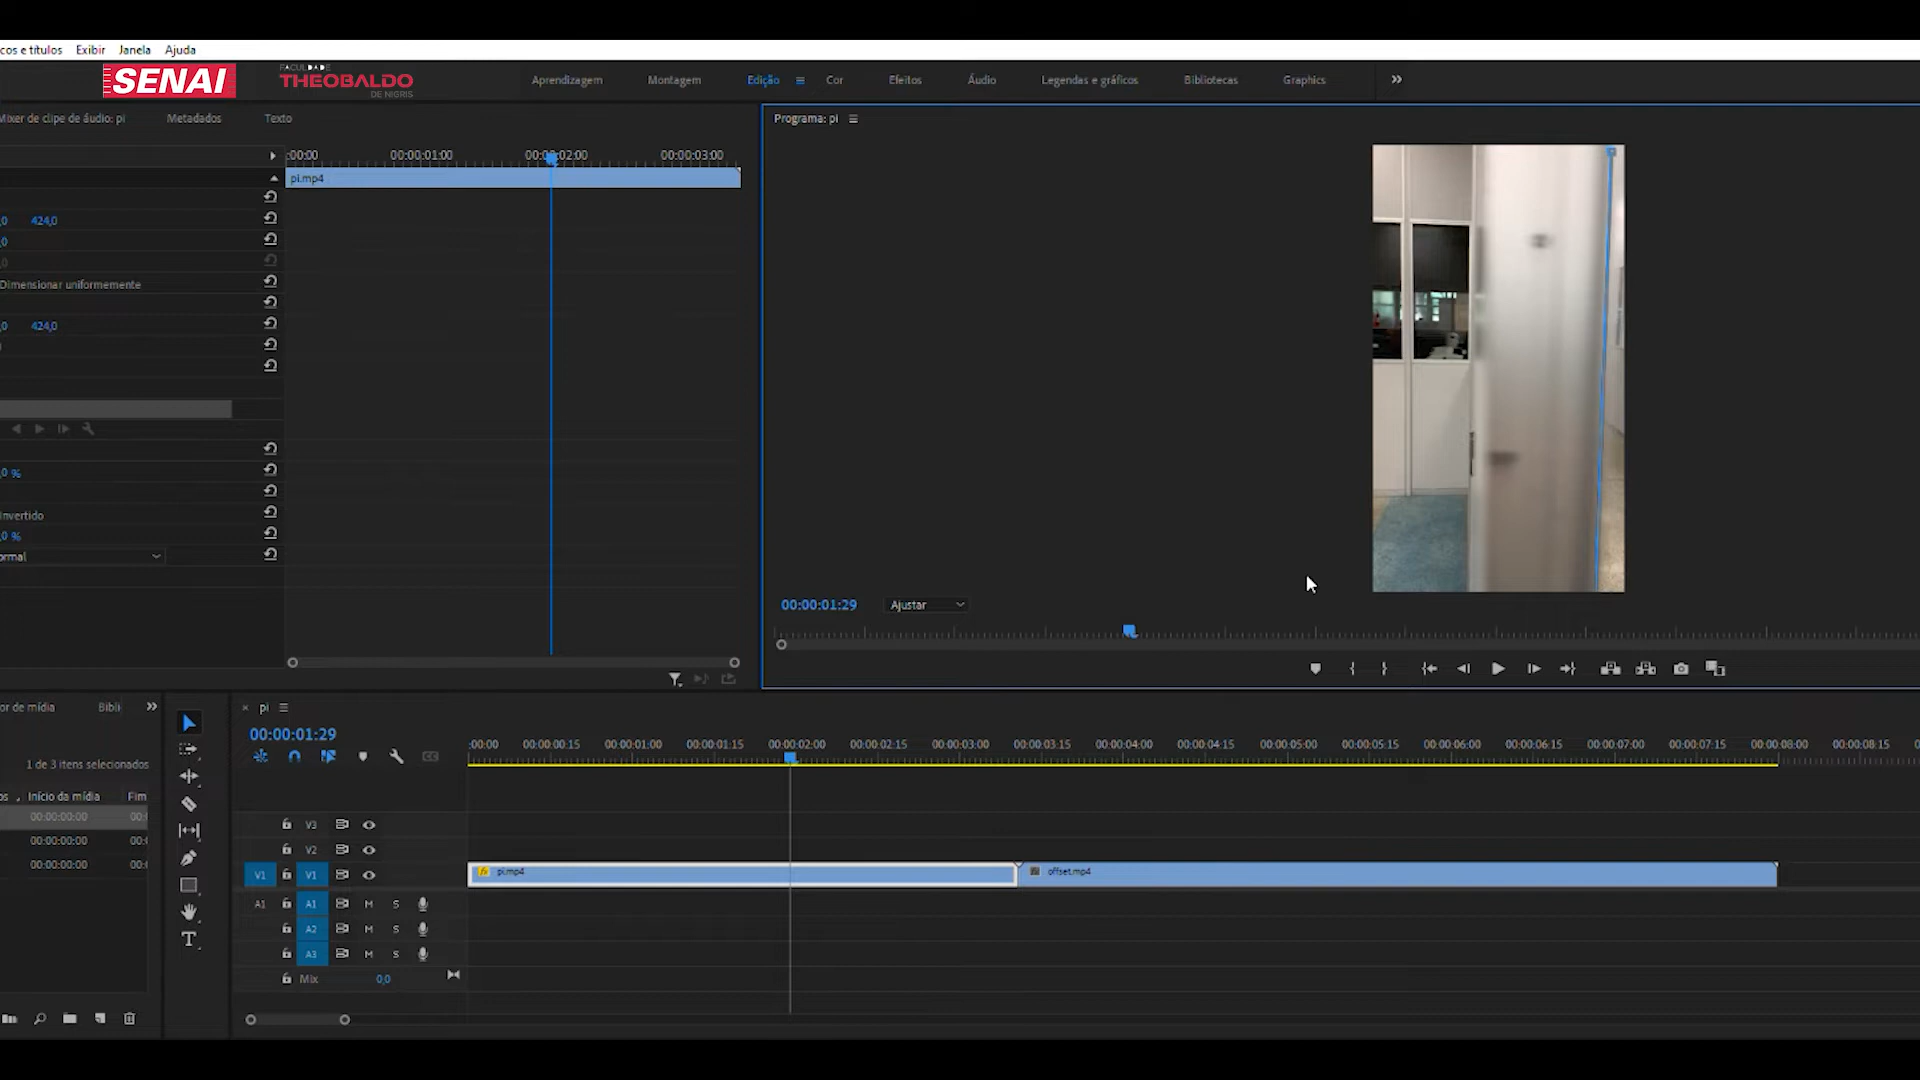 cos e títulos Exibir Janela Ajuda
SENAI
FACULDADE
THEOBALDO
DE NIGRIS
Aprendizagem Montagem Edição Cor Efeitos Áudio Legendas e gráficos Bibliotecas Graphics
Mixer de clipe de áudio: pi Metadados Texto
Programa: pi
:00:00 00:00:01:00 00:00:02:00 00:00:03:00
pi.mp4
,0 424,0
,0
,0
Dimensionar uniformemente
,0 424,0
,0 %
Invertido
,0 %
ormal
00:00:01:29 Ajustar
or de mídia Bibli
pi
00:00:01:29
:00:00 00:00:00:15 00:00:01:00 00:00:01:15 00:00:02:00 00:00:02:15 00:00:03:00 00:00:03:15 00:00:04:00 00:00:04:15 00:00:05:00 00:00:05:15 00:00:06:00 00:00:06:15 00:00:07:00 00:00:07:15 00:00:08:00 00:00:08:15
1 de 3 itens selecionados
os Início da mídia Fim
00:00:00:00 00:
00:00:00:00 00:
00:00:00:00 00:
V3
V2
V1 V1 fx pi.mp4 offset.mp4
A1 A1 M S
A2 M S
A3 M S
Mix 0,0
T